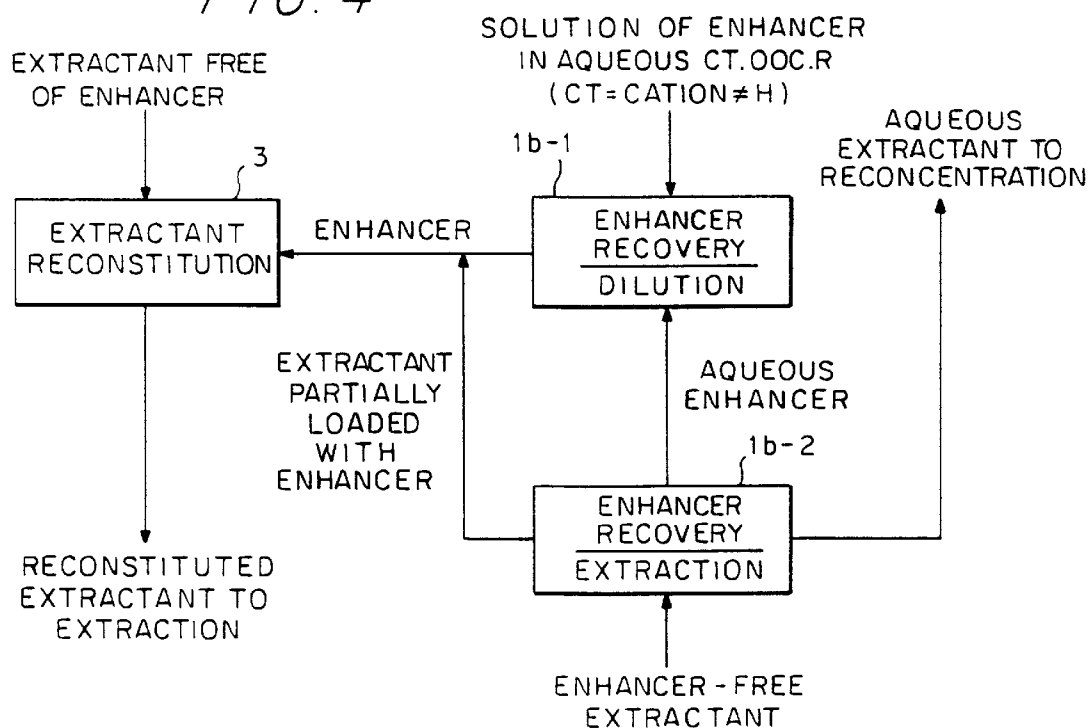 FIG. 4
SOLUTION OF ENHANCER
IN AQUEOUS CT.OOC.R
(CT=CATION≠H)
EXTRACTANT FREE
OF ENHANCER
AQUEOUS
EXTRACTANT TO
RECONCENTRATION
3
1b-1
EXTRACTANT
RECONSTITUTION
ENHANCER
ENHANCER
RECOVERY
DILUTION
EXTRACTANT
PARTIALLY
LOADED
WITH
ENHANCER
AQUEOUS
ENHANCER
1b-2
ENHANCER
RECOVERY
EXTRACTION
RECONSTITUTED
EXTRACTANT TO
EXTRACTION
ENHANCER-FREE
EXTRACTANT